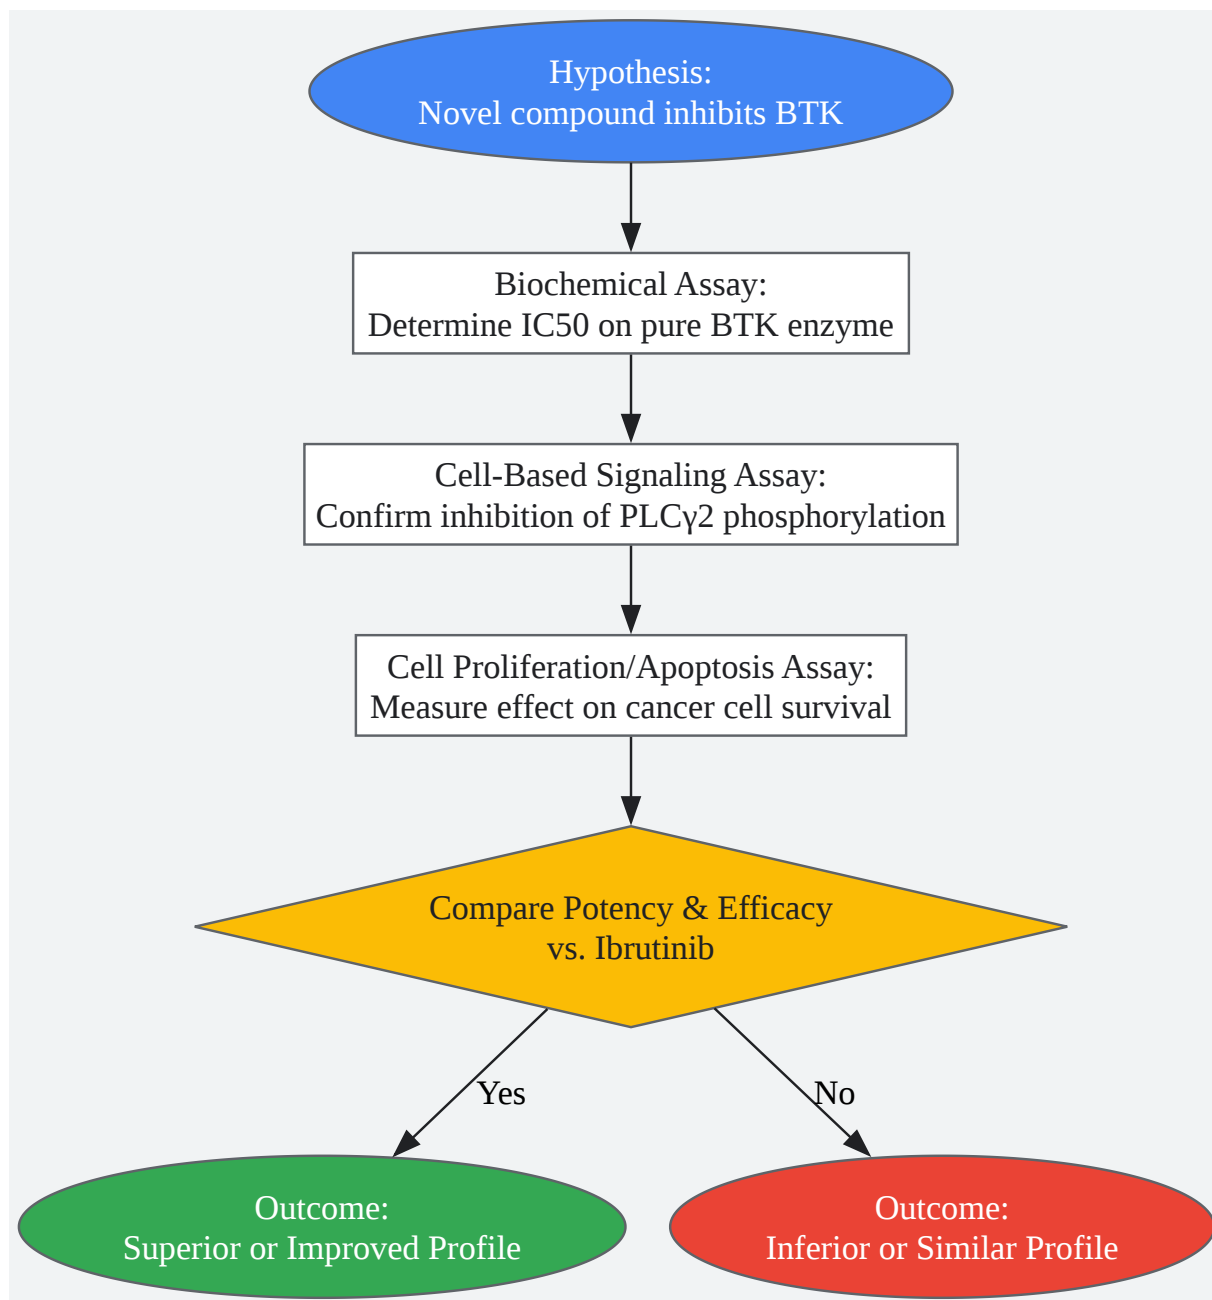 Hypothesis:
Novel compound inhibits BTK
Biochemical Assay:
Determine IC50 on pure BTK enzyme
Cell-Based Signaling Assay:
Confirm inhibition of PLCγ2 phosphorylation
Cell Proliferation/Apoptosis Assay:
Measure effect on cancer cell survival
Compare Potency & Efficacy
vs. Ibrutinib
Yes
No
Outcome:
Superior or Improved Profile
Outcome:
Inferior or Similar Profile